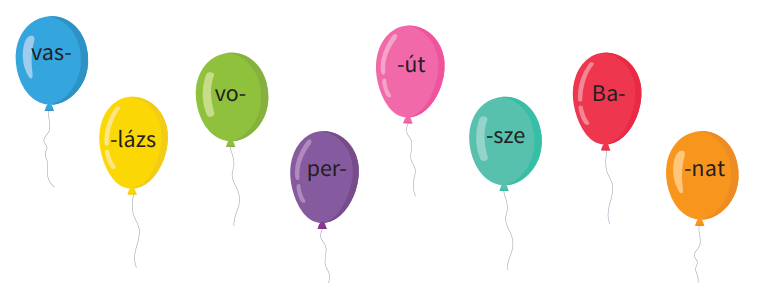 vas-
-lázs
vo-
per-
-út
-sze
Ba-
-nat